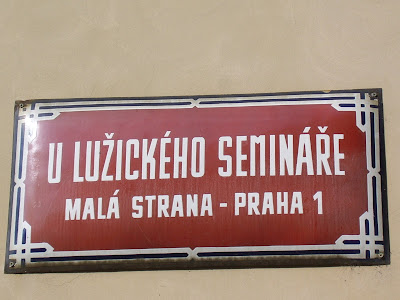 U LUŽICKÉHO SEMINÁŘE
MALÁ STRANA - PRAHA 1